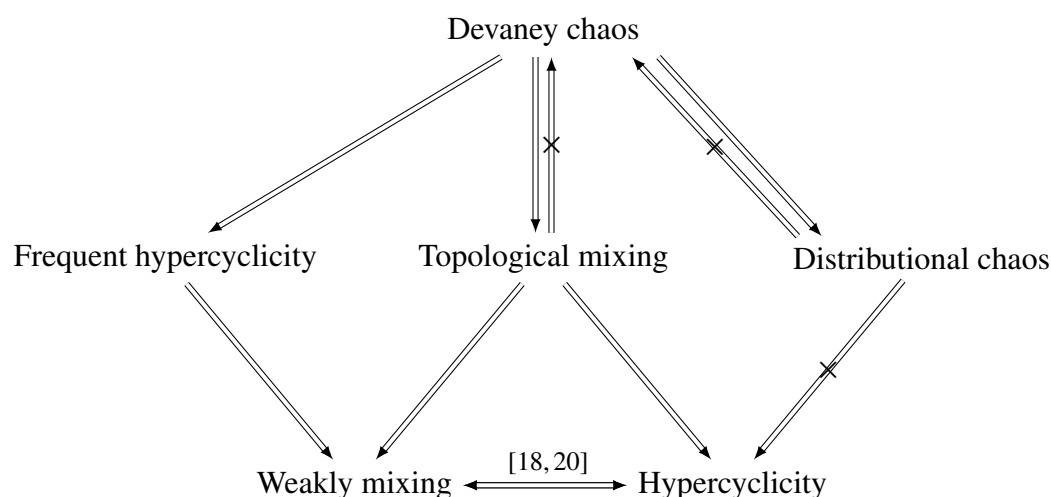 Devaney chaos
Frequent hypercyclicity
Topological mixing
Distributional chaos
[18, 20]
Weakly mixing
Hypercyclicity